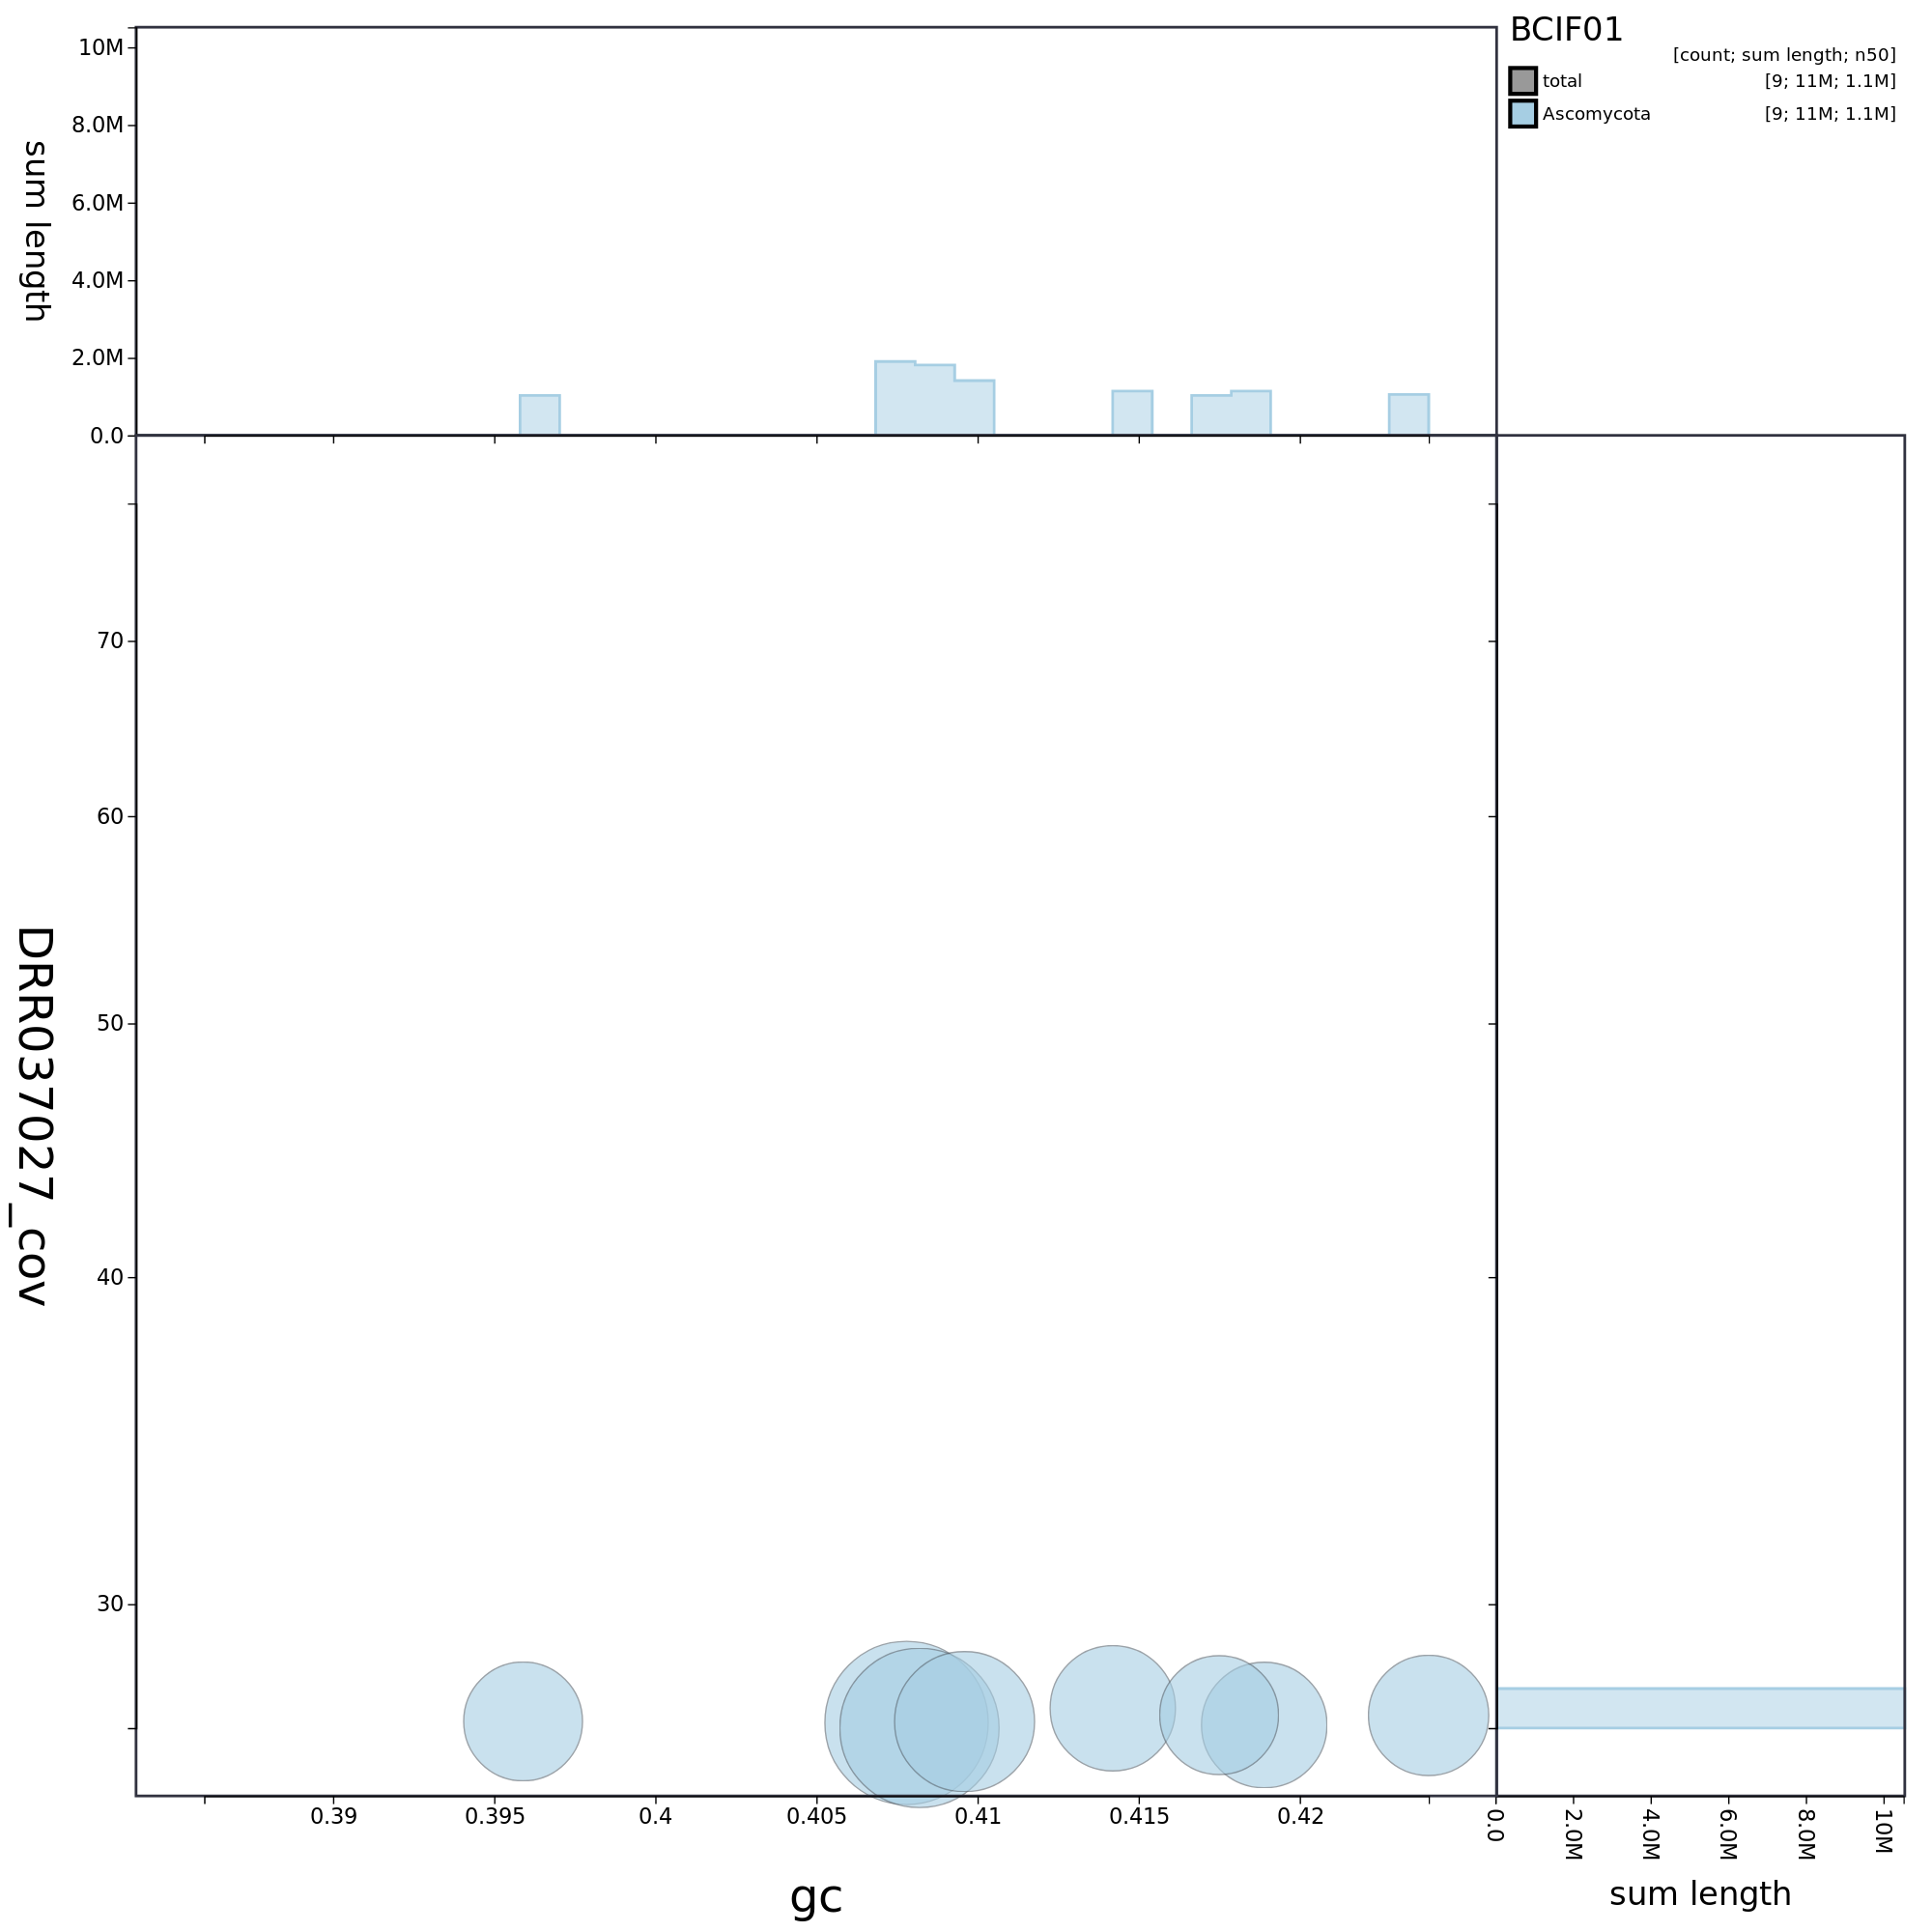 BCIF01
[count; sum length; n50]
total [9; 11M; 1.1M]
Ascomycota [9; 11M; 1.1M]
sum length
10M
8.0M
6.0M
4.0M
2.0M
0.0
DRR037027_cov
70
60
50
40
30
0.39 0.395 0.4 0.405 0.41 0.415 0.42
gc
0.0 2.0M 4.0M 6.0M 8.0M 10M
sum length